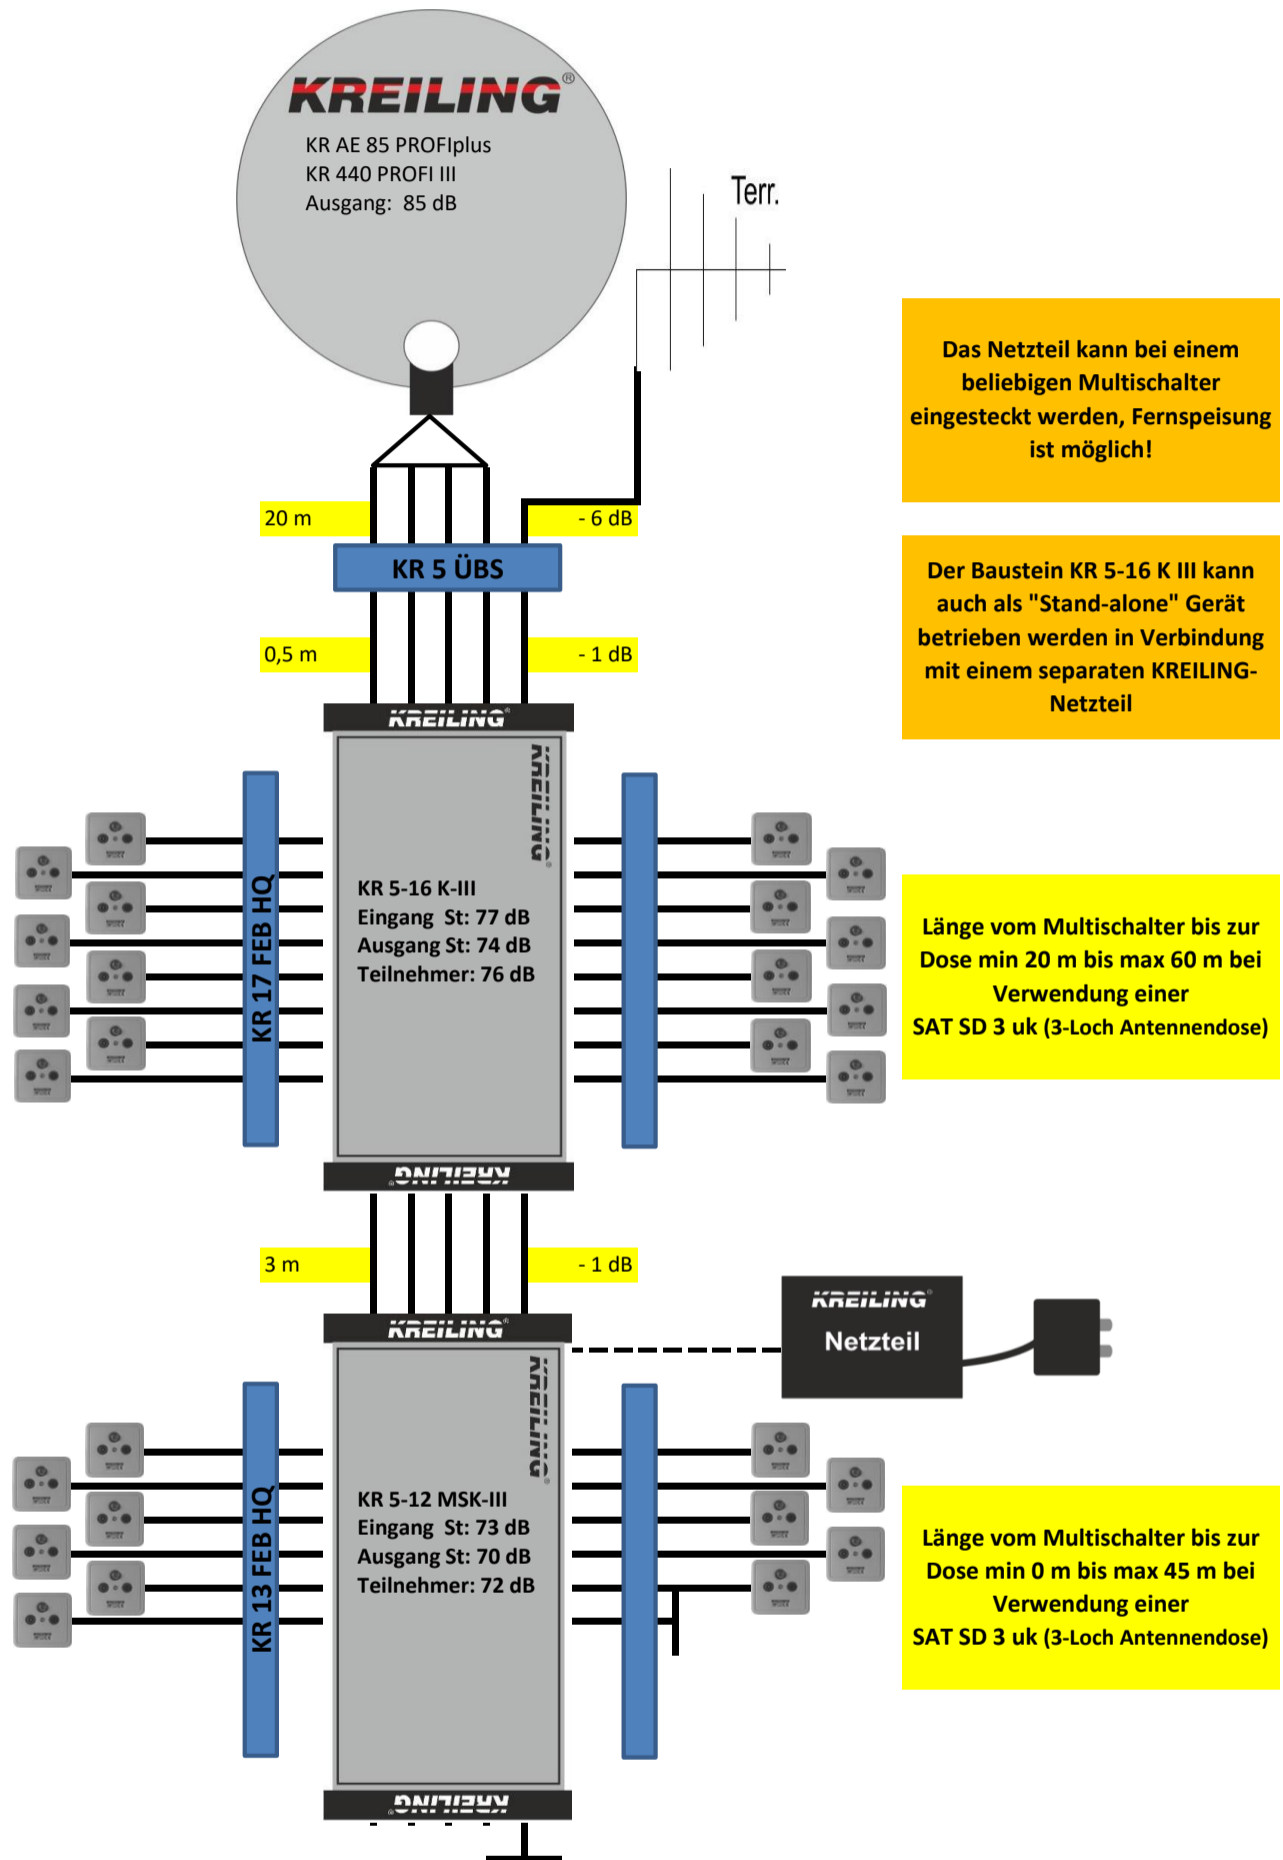 KREILING®
KR AE 85 PROFIplus
KR 440 PROFI III
Ausgang: 85 dB
Terr.
Das Netzteil kann bei einem
beliebigen Multischalter
eingesteckt werden, Fernspeisung
ist möglich!
20 m
- 6 dB
KR 5 ÜBS
Der Baustein KR 5-16 K III kann
auch als "Stand-alone" Gerät
betrieben werden in Verbindung
mit einem separaten KREILING-
Netzteil
0,5 m
- 1 dB
KREILING®
KREILING®
KR 17 FEB HQ
KR 5-16 K-III
Eingang St: 77 dB
Ausgang St: 74 dB
Teilnehmer: 76 dB
Länge vom Multischalter bis zur
Dose min 20 m bis max 60 m bei
Verwendung einer
SAT SD 3 uk (3-Loch Antennendose)
KREILING®
3 m
- 1 dB
KREILING®
Netzteil
KREILING®
KREILING®
KR 13 FEB HQ
KR 5-12 MSK-III
Eingang St: 73 dB
Ausgang St: 70 dB
Teilnehmer: 72 dB
Länge vom Multischalter bis zur
Dose min 0 m bis max 45 m bei
Verwendung einer
SAT SD 3 uk (3-Loch Antennendose)
KREILING®